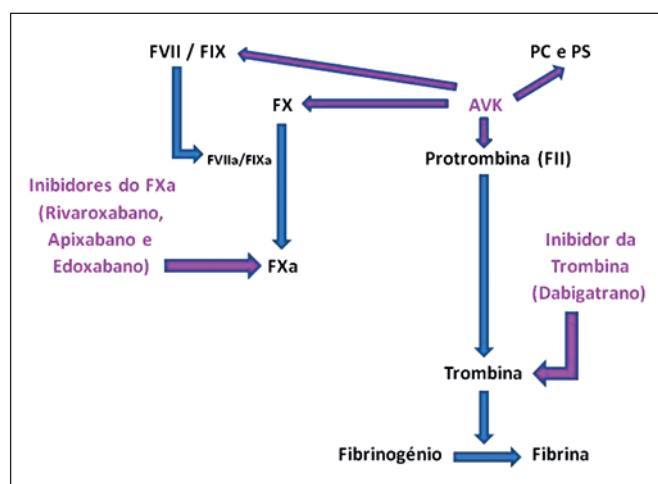 FVII / FIX
PC e PS
FX
AVK
FVIIa/FIXa
Protrombina (FII)
Inibidores do FXa
(Rivaroxabano,
Apixabano e
Edoxabano)
FXa
Inibidor da
Trombina
(Dabigatrano)
Trombina
Fibrinogénio
Fibrina